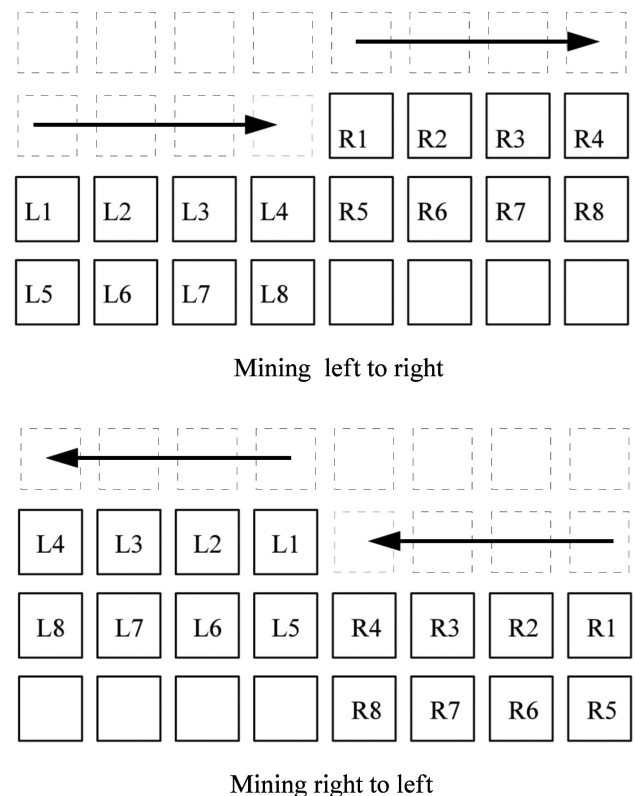 R1 R2 R3 R4
L1 L2 L3 L4 R5 R6 R7 R8
L5 L6 L7 L8
Mining left to right
L4 L3 L2 L1
L8 L7 L6 L5 R4 R3 R2 R1
R8 R7 R6 R5
Mining right to left